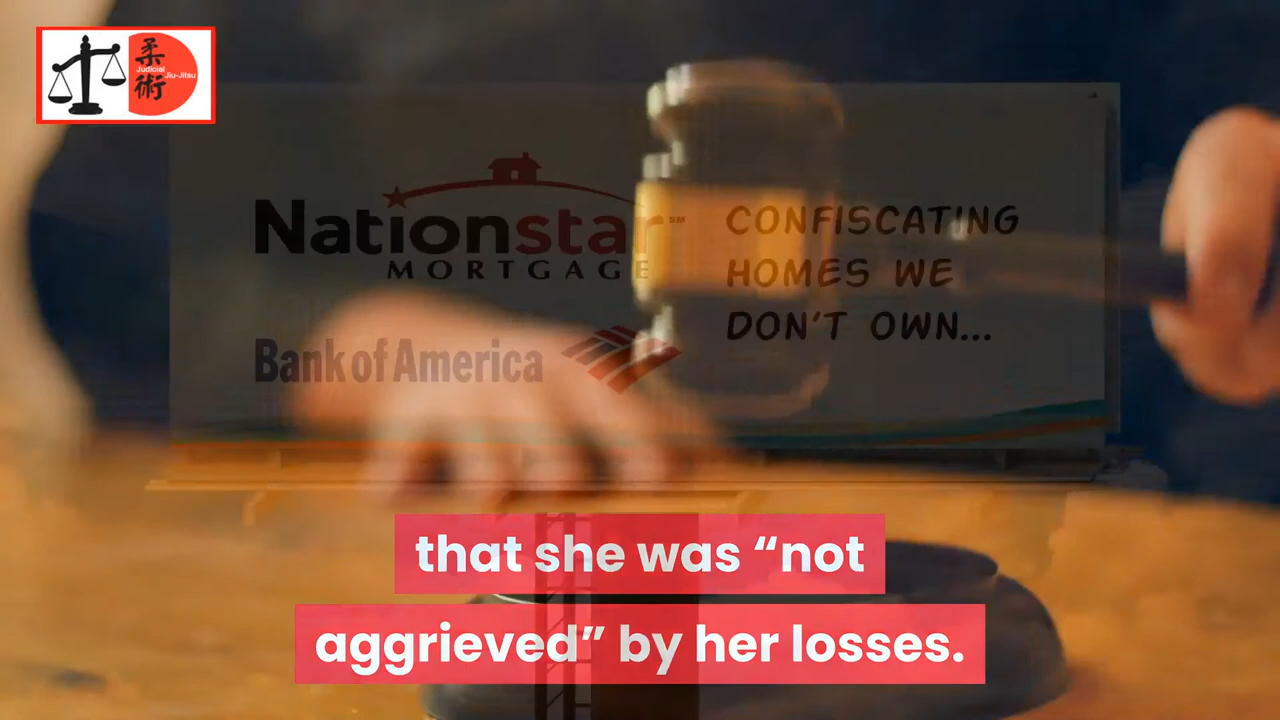 柔
Judicial
Jiu-Jitsu
術
Nationstar℠
MORTGAGE
Bank of America
CONFISCATING
HOMES WE
DON'T OWN...
that she was “not
aggrieved” by her losses.